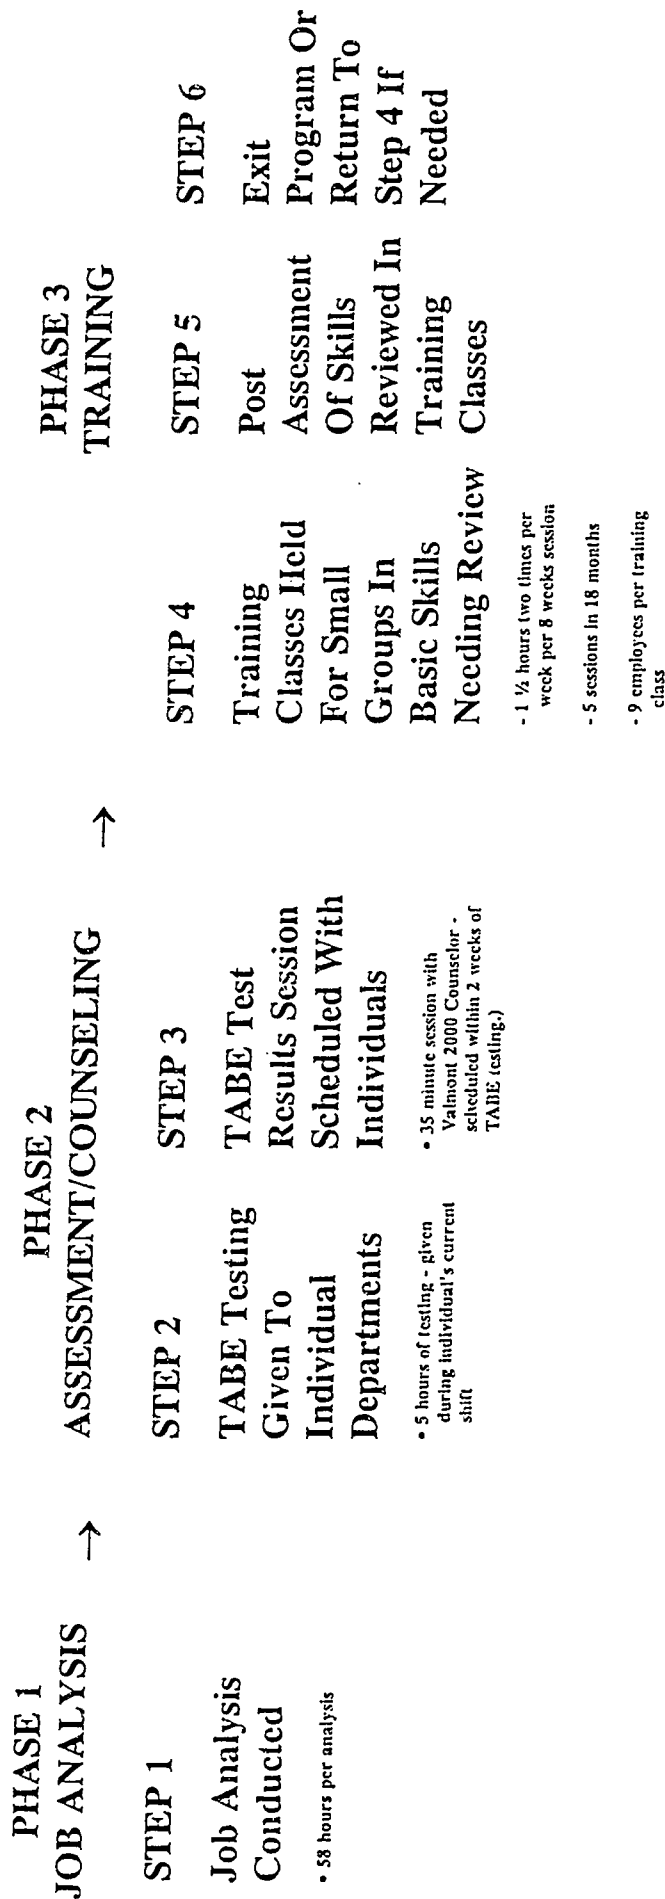 PHASE 1
JOB ANALYSIS
→
PHASE 2
ASSESSMENT/COUNSELING
→
PHASE 3
TRAINING
STEP 1
Job Analysis
Conducted
• 58 hours per analysis
STEP 2
TABE Testing
Given To
Individual
Departments
• 5 hours of testing - given
during individual's current
shift
STEP 3
TABE Test
Results Session
Scheduled With
Individuals
• 35 minute session with
Valmont 2000 Counselor -
scheduled within 2 weeks of
TABE testing.)
STEP 4
Training
Classes Held
For Small
Groups In
Basic Skills
Needing Review
- 1 ½ hours two times per
week per 8 weeks session
- 5 sessions in 18 months
- 9 employees per training
class
STEP 5
Post
Assessment
Of Skills
Reviewed In
Training
Classes
STEP 6
Exit
Program Or
Return To
Step 4 If
Needed